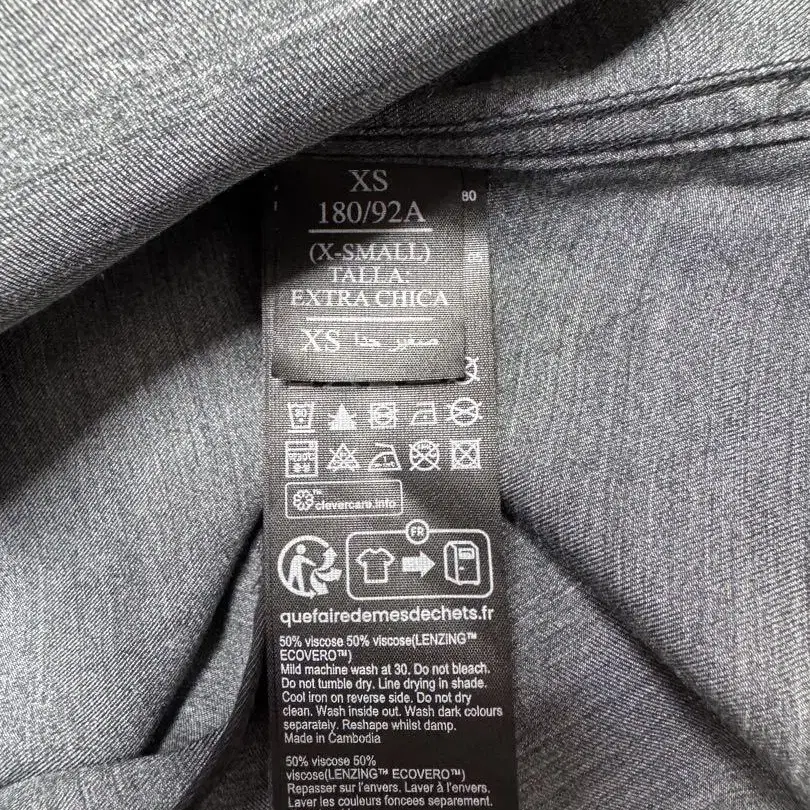 XS
180/92A
80
(X-SMALL)
TALLA:
EXTRA CHICA
XS صغير جدا
30
clevercare.info
FR
quefairedemesdechets.fr
50% viscose 50% viscose(LENZING™
ECOVERO™)
Mild machine wash at 30. Do not bleach.
Do not tumble dry. Line drying in shade.
Cool iron on reverse side. Do not dry
clean. Wash inside out. Wash dark colours
separately. Reshape whilst damp.
Made in Cambodia
50% viscose 50%
viscose(LENZING™ ECOVERO™)
Repasser sur l'envers. Laver à l'envers.
Laver les couleurs foncees separement.